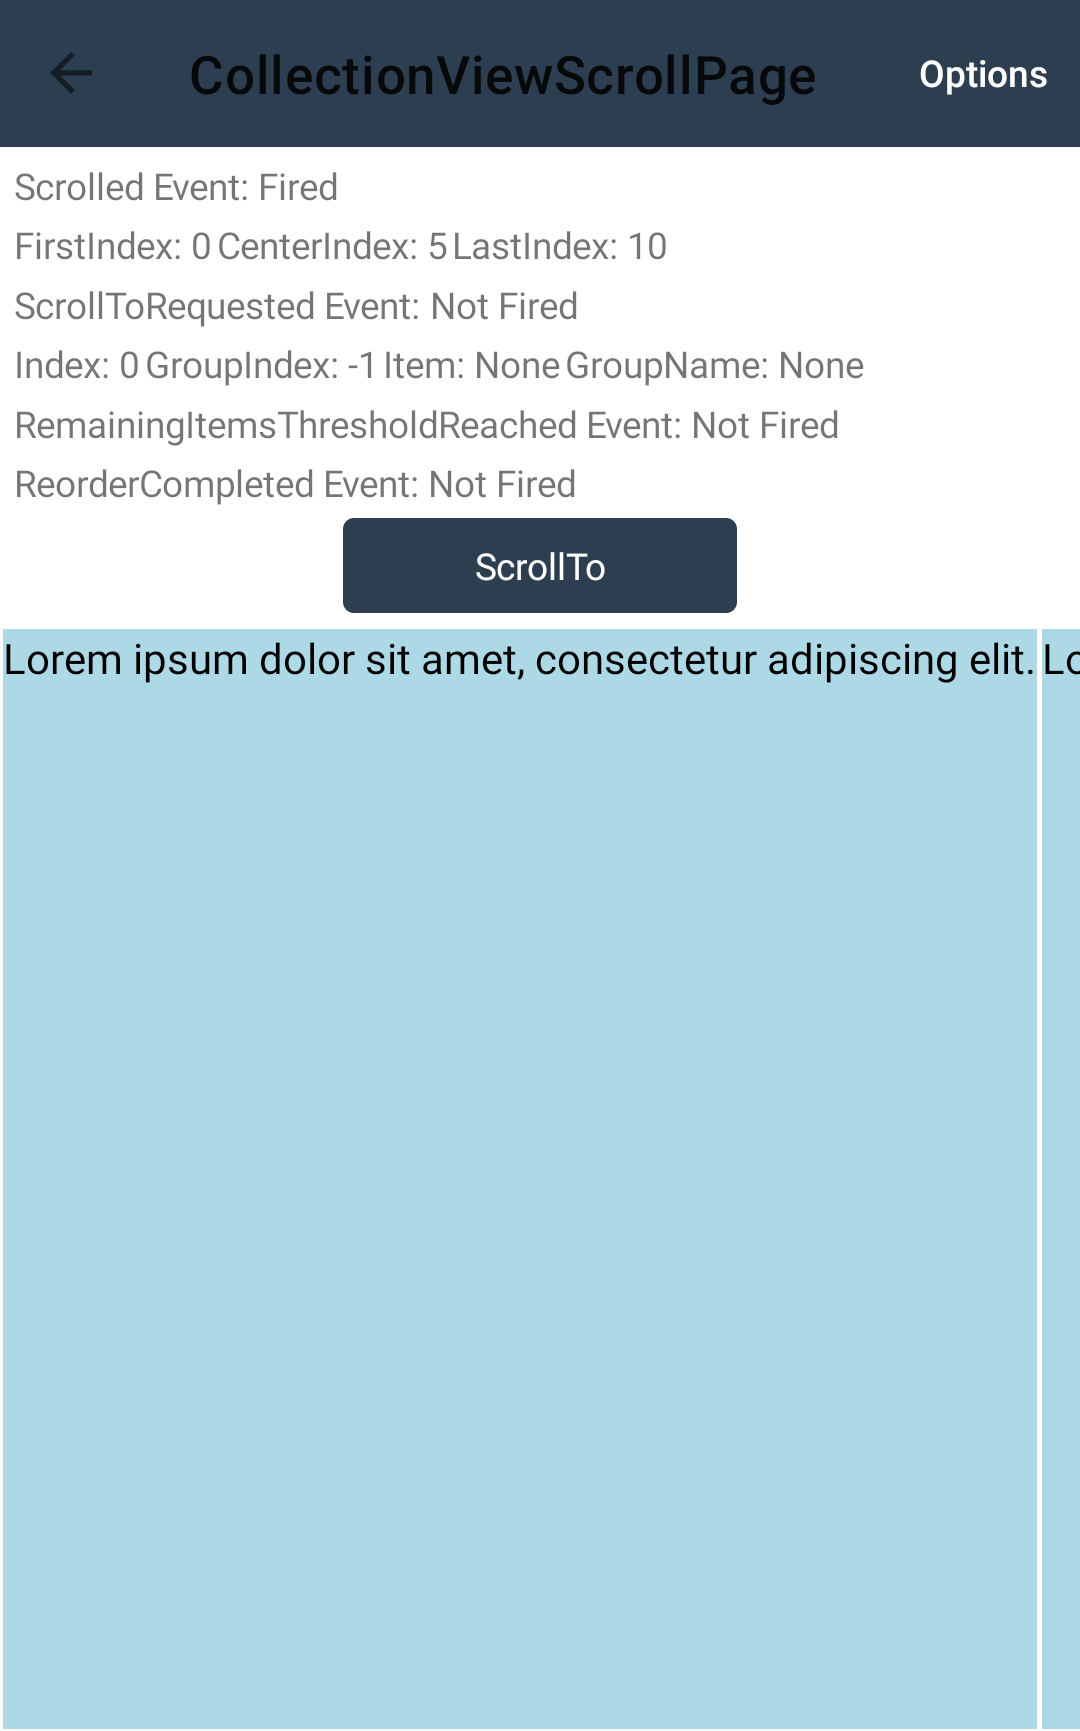 CollectionViewScrollPage
Options
Scrolled Event: Fired
FirstIndex: 0 CenterIndex: 5 LastIndex: 10
ScrollToRequested Event: Not Fired
Index: 0 GroupIndex: -1 Item: None GroupName: None
RemainingItemsThresholdReached Event: Not Fired
ReorderCompleted Event: Not Fired
ScrollTo
Lorem ipsum dolor sit amet, consectetur adipiscing elit.